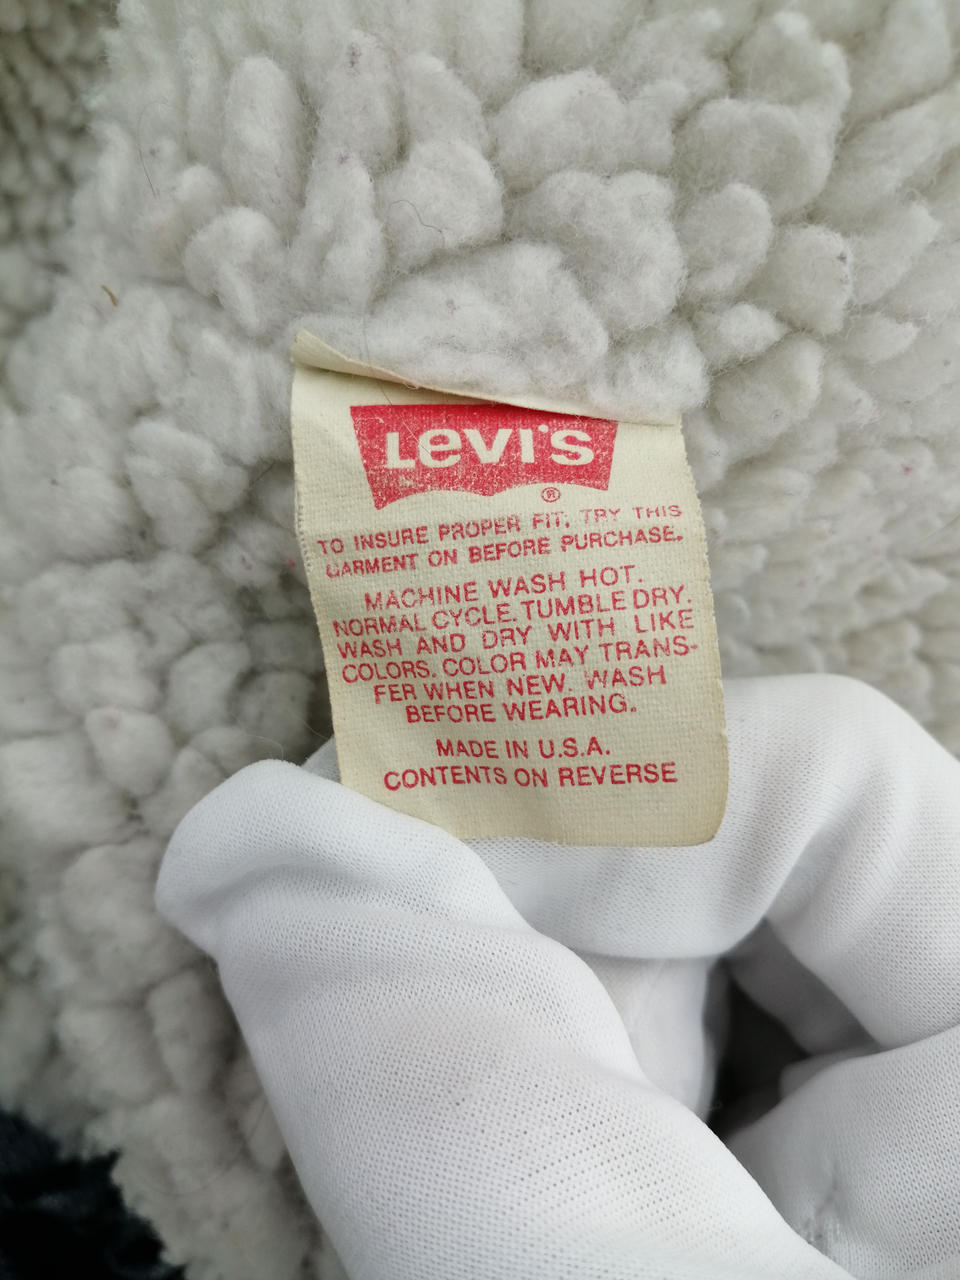 LEVI'S
®
TO INSURE PROPER FIT, TRY THIS
GARMENT ON BEFORE PURCHASE.
MACHINE WASH HOT.
NORMAL CYCLE. TUMBLE DRY.
WASH AND DRY WITH LIKE
COLORS. COLOR MAY TRANS-
FER WHEN NEW. WASH
BEFORE WEARING.
MADE IN U.S.A.
CONTENTS ON REVERSE